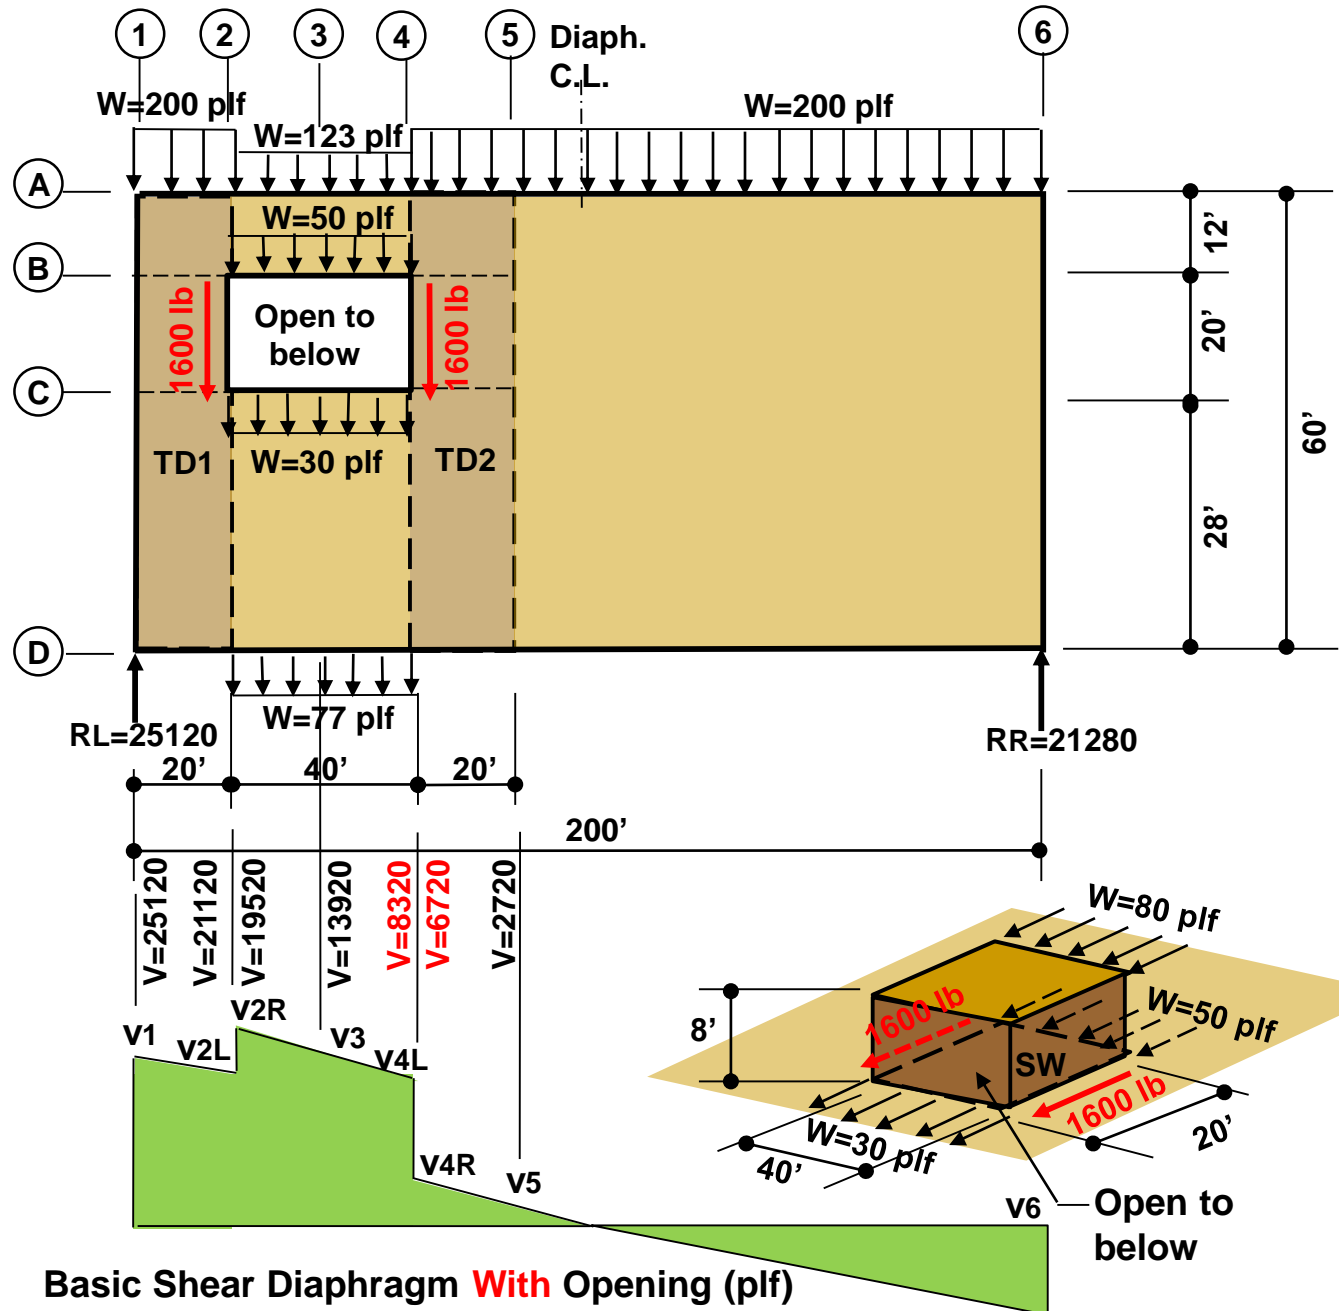 1
2
3
4
5
Diaph.
C.L.
6
W=200 plf
W=123 plf
W=200 plf
A
W=50 plf
12’
B
1600 lb
Open to
below
1600 lb
20’
C
60’
TD1
W=30 plf
TD2
28’
D
W=77 plf
RL=25120
RR=21280
20’
40’
20’
200’
V=25120
V=21120
V=19520
V=13920
V=8320
V=6720
V=2720
W=80 plf
v1
v2L
v2R
v3
v4L
v4R
v5
v6
8’
1600 lb
W=50 plf
SW
1600 lb
W=30 plf
40’
20’
Open to
below
Basic Shear Diaphragm With Opening (plf)